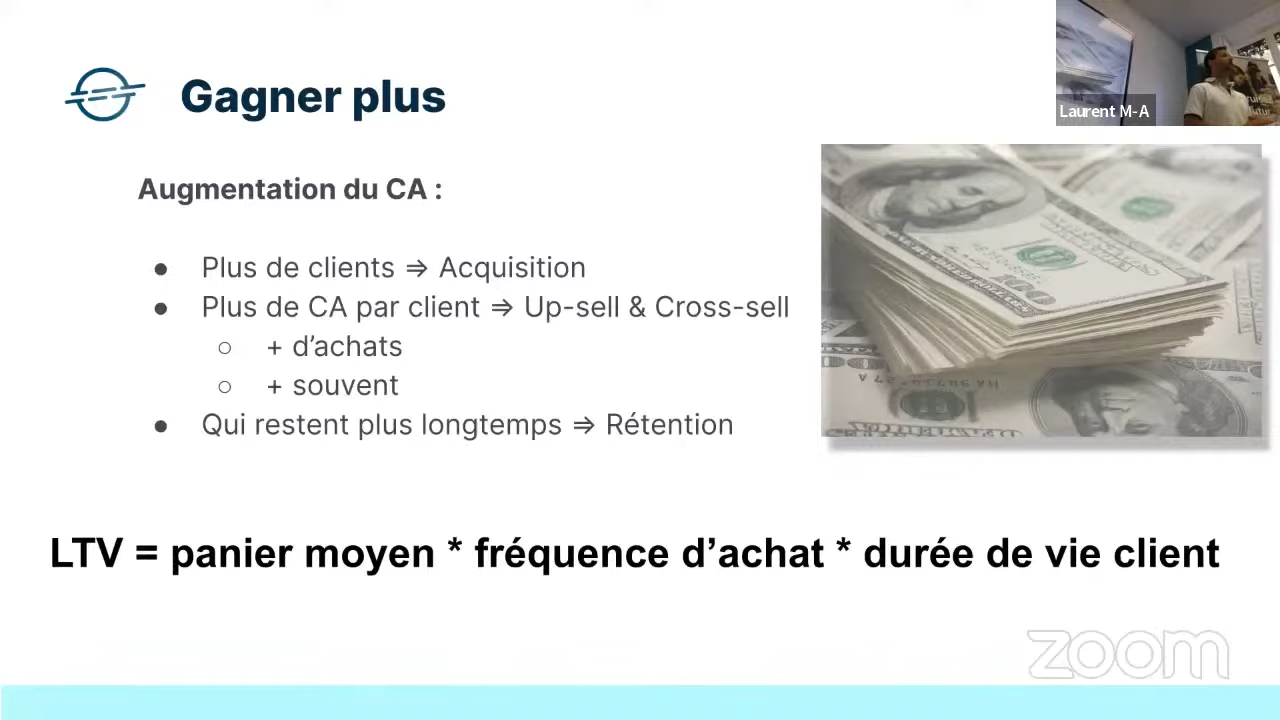 Gagner plus
Laurent M-A
Augmentation du CA :
● Plus de clients ⇒ Acquisition
● Plus de CA par client ⇒ Up-sell & Cross-sell
○ + d’achats
○ + souvent
● Qui restent plus longtemps ⇒ Rétention
100
LTV = panier moyen * fréquence d’achat * durée de vie client
zoom